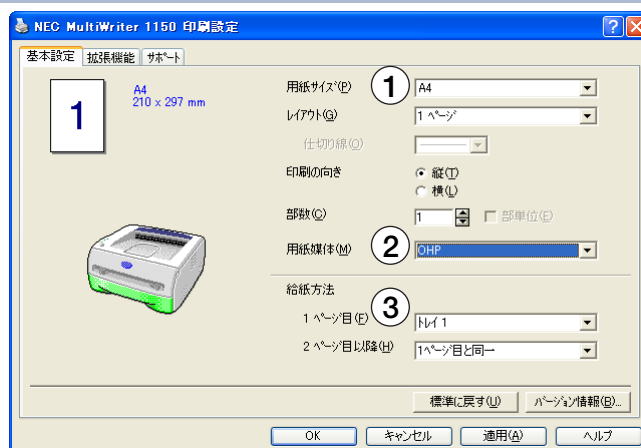 NEC MultiWriter 1150 印刷設定
基本設定 拡張機能 サポート
1
A4
210 x 297 mm
用紙サイズ(P) ① A4
レイアウト(G) 1 ページ
仕切り線(O)
印刷の向き 縦(T)
横(L)
部数(C) 1 部単位(E)
用紙媒体(M) ② OHP
給紙方法
1 ページ目(F) ③ トレイ 1
2 ページ目以降(H) 1ページ目と同一
標準に戻す(U) バージョン情報(B)...
OK キャンセル 適用(A) ヘルプ